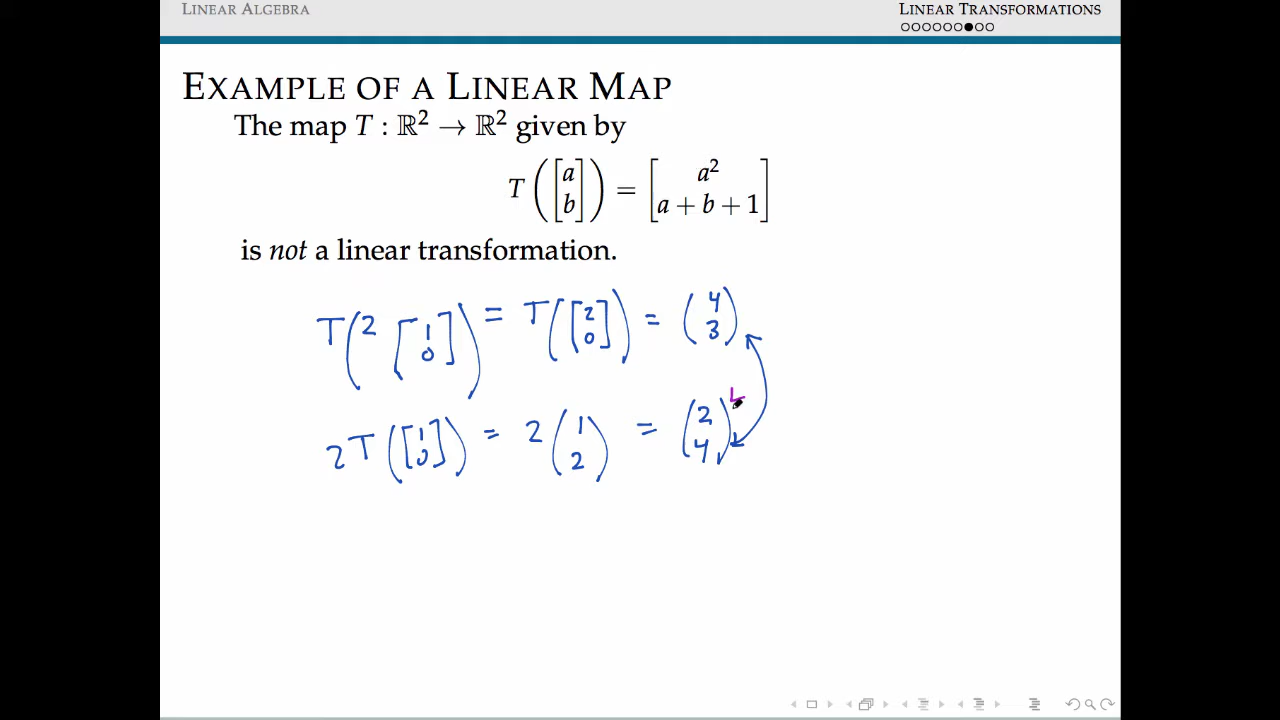 LINEAR ALGEBRA
LINEAR TRANSFORMATIONS
EXAMPLE OF A LINEAR MAP
The map T : ℝ² → ℝ² given by
T([a b]) = [a² a + b + 1]
is not a linear transformation.
T(2 [1 0]) = T([2 0]) = (4 3)
2T([1 0]) = 2(1 2) = (2 4)